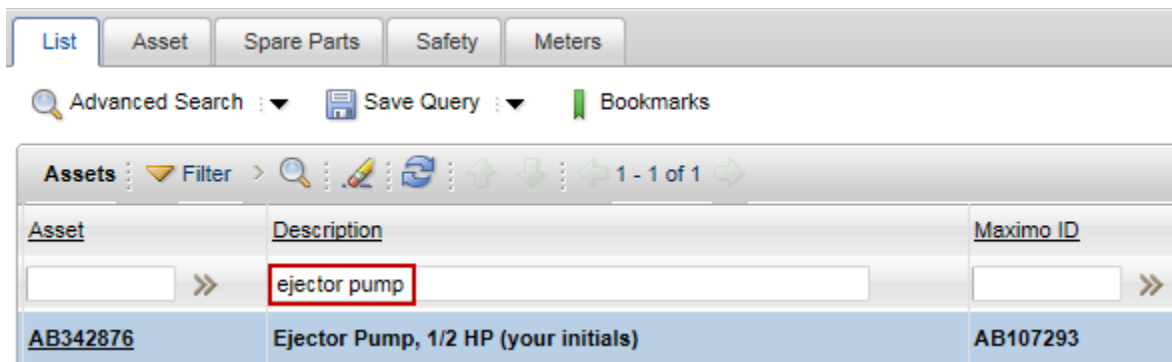 List Asset Spare Parts Safety Meters
Advanced Search Save Query Bookmarks
Assets Filter 1 - 1 of 1
Asset Description Maximo ID
ejector pump
AB342876 Ejector Pump, 1/2 HP (your initials) AB107293